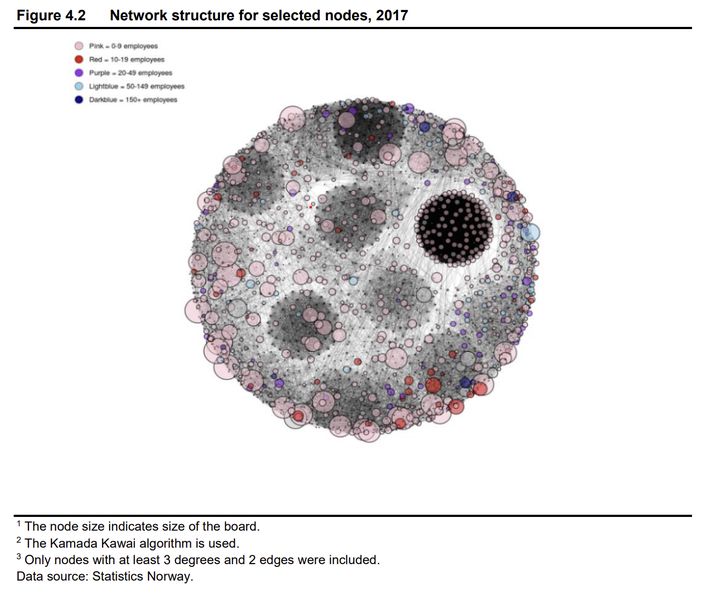 Figure 4.2 Network structure for selected nodes, 2017
Pink = 0-9 employees
Red = 10-19 employees
Purple = 20-49 employees
Lightblue = 50-149 employees
Darkblue = 150+ employees
1 The node size indicates size of the board.
2 The Kamada Kawai algorithm is used.
3 Only nodes with at least 3 degrees and 2 edges were included.
Data source: Statistics Norway.